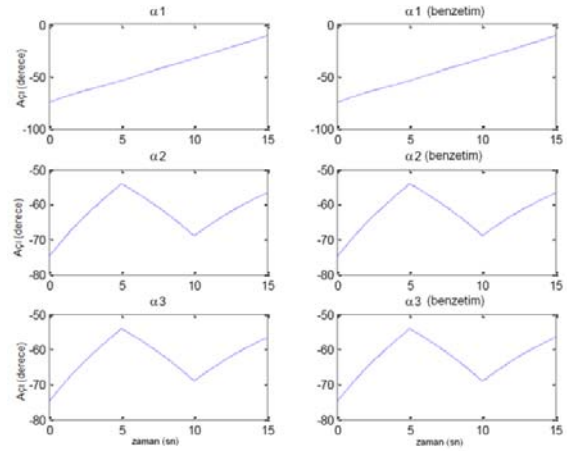 α1
α1 (benzetim)
0
-50
-100
Açı (derece)
0 5 10 15
0
-50
-100
0 5 10 15
α2
α2 (benzetim)
-50
-60
-70
-80
Açı (derece)
0 5 10 15
-50
-60
-70
-80
0 5 10 15
α3
α3 (benzetim)
-50
-60
-70
-80
Açı (derece)
0 5 10 15
zaman (sn)
-50
-60
-70
-80
0 5 10 15
zaman (sn)